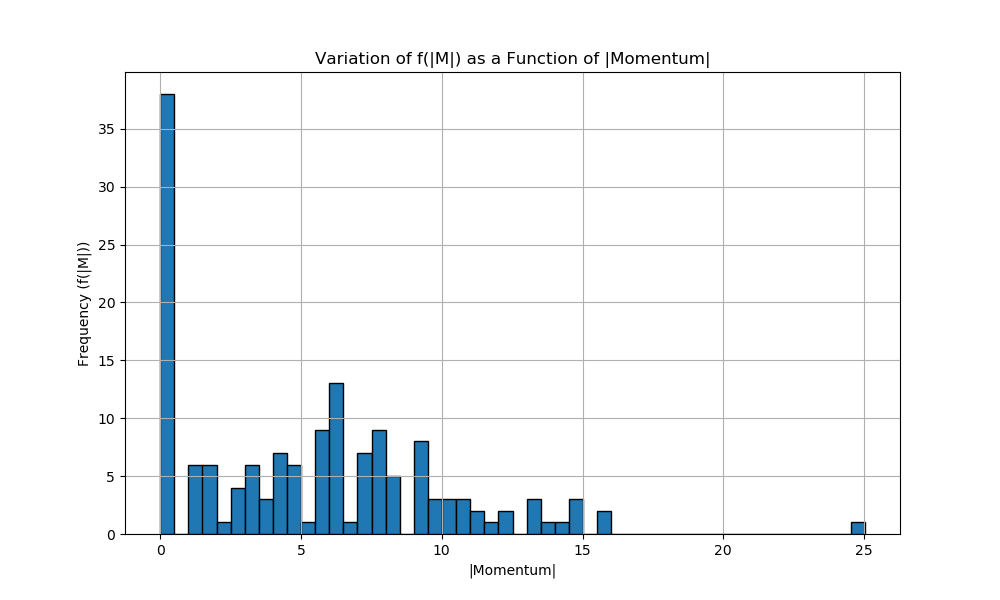 Variation of f(|M|) as a Function of |Momentum|
Frequency (f(|M|))
35
30
25
20
15
10
5
0
0 5 10 15 20 25
|Momentum|